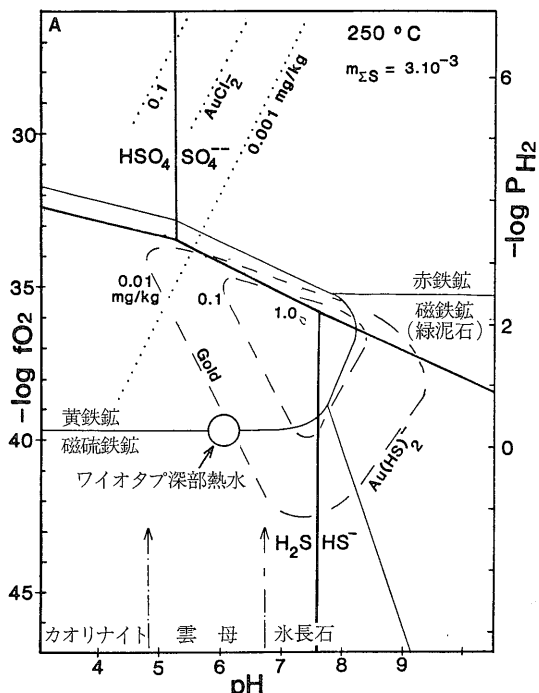 A
250 °C
mΣS = 3.10⁻³
0.1
AuCl₂⁻
0.001 mg/kg
HSO₄⁻
SO₄⁻⁻
-log fO₂
30
35
40
45
-log PH₂
6
4
2
0
赤鉄鉱
磁鉄鉱
(緑泥石)
0.01
mg/kg
0.1
1.0
Gold
Au(HS)₂⁻
黄鉄鉱
磁硫鉄鉱
ワイオタプ深部熱水
H₂S
HS⁻
カオリナイト
雲母
氷長石
4 5 6 7 8 9
pH